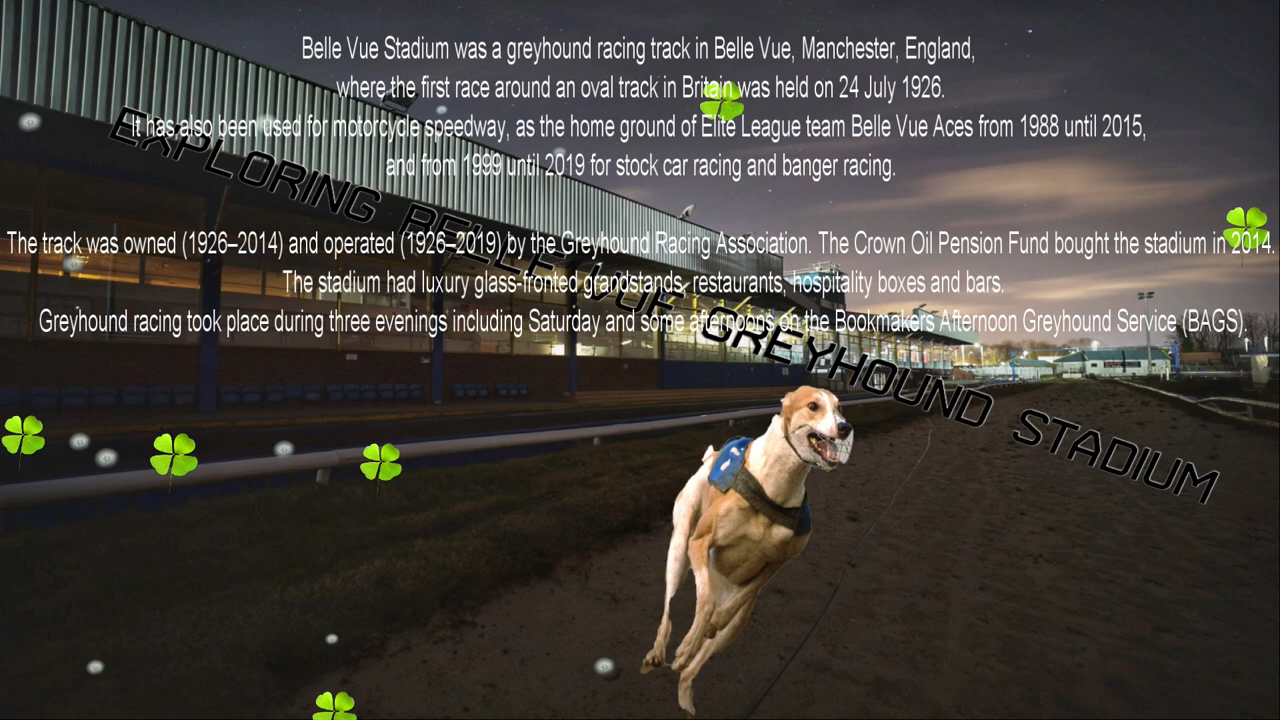 Belle Vue Stadium was a greyhound racing track in Belle Vue, Manchester, England,
where the first race around an oval track in Britain was held on 24 July 1926.
It has also been used for motorcycle speedway, as the home ground of Elite League team Belle Vue Aces from 1988 until 2015,
and from 1999 until 2019 for stock car racing and banger racing.
The track was owned (1926–2014) and operated (1926–2019) by the Greyhound Racing Association. The Crown Oil Pension Fund bought the stadium in 2014.
The stadium had luxury glass-fronted grandstands, restaurants, hospitality boxes and bars.
Greyhound racing took place during three evenings including Saturday and some afternoons on the Bookmakers Afternoon Greyhound Service (BAGS).
EXPLORING BELLE VUE GREYHOUND STADIUM